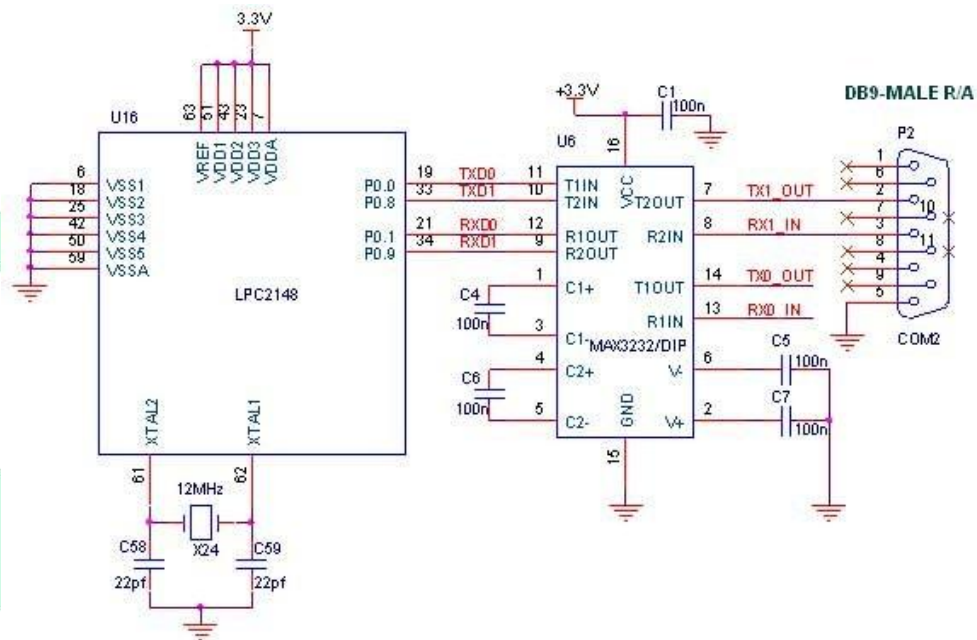 3.3V
U16
63
51
43
23
7
VREF
VDD1
VDD2
VDD3
VDDA
6 VSS1
18 VSS2
25 VSS3
42 VSS4
50 VSS5
59 VSSA
LPC2148
P0.0 19 TXD0
P0.8 33 TXD1
P0.1 21 RXD0
P0.9 34 RXD1
XTAL2
XTAL1
61
62
12MHz
X24
C58
22pf
C59
22pf
+3.3V
C1
100n
U6
16
VCC
11 T1IN
10 T2IN
12 R1OUT
9 R2OUT
1 C1+
3 C1-
4 C2+
5 C2-
C4
100n
C6
100n
MAX3232/DIP
T2OUT 7 TX1_OUT
R2IN 8 RX1_IN
T1OUT 14 TX0_OUT
R1IN 13 RX0_IN
V- 6
V+ 2
GND
15
C5
100n
C7
100n
DB9-MALE R/A
P2
1
6
2
7
10
3
8
11
4
9
5
COM2